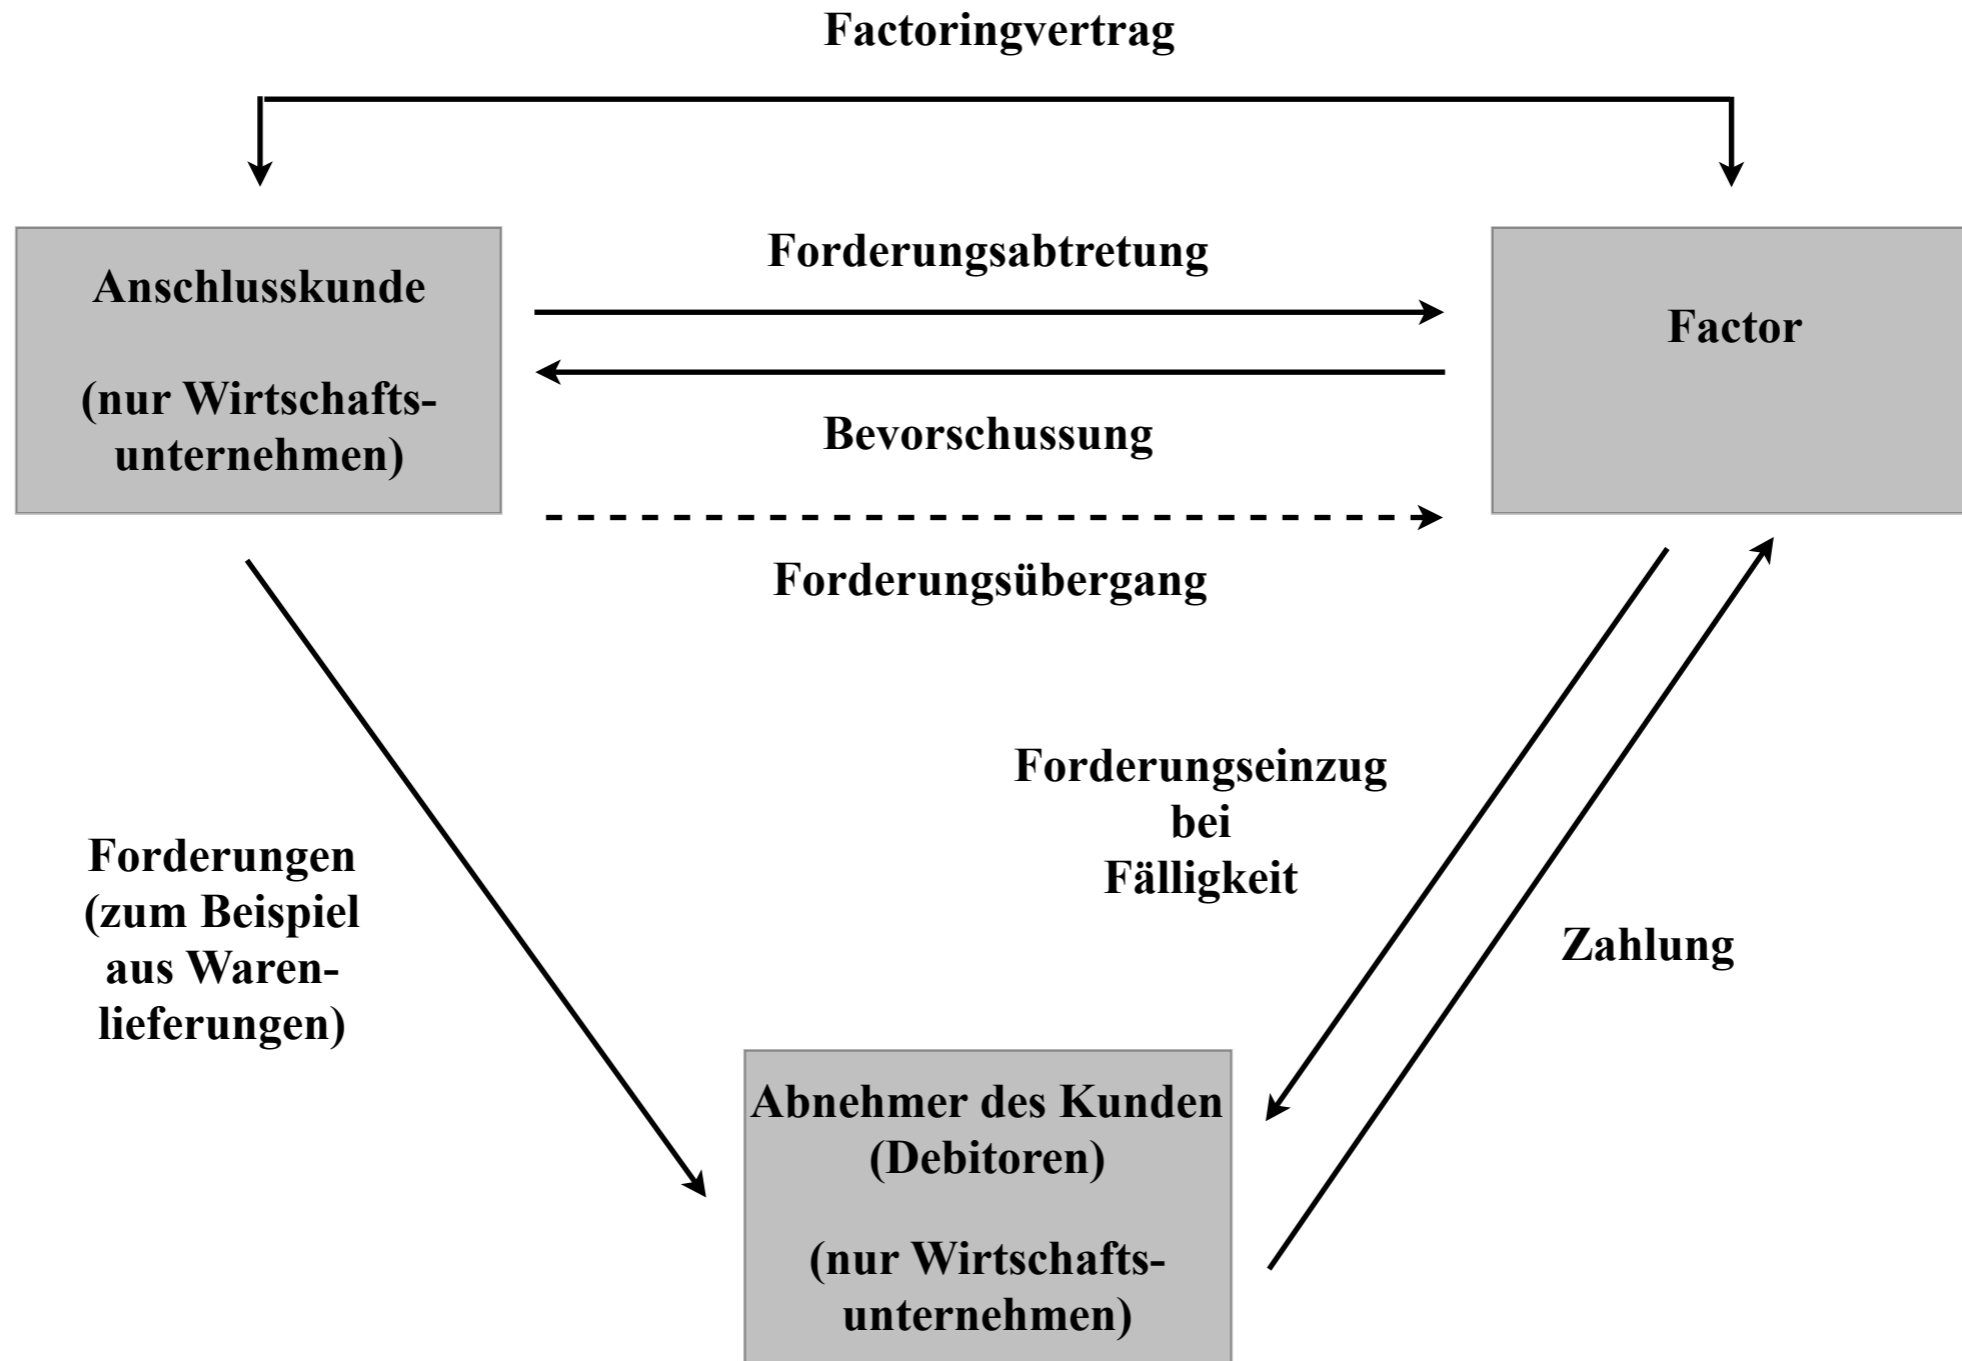 Factoringvertrag
Anschlusskunde
(nur Wirtschafts-
unternehmen)
Forderungsabtretung
Bevorschussung
Forderungsübergang
Factor
Forderungen
(zum Beispiel
aus Waren-
lieferungen)
Forderungseinzug
bei
Fälligkeit
Zahlung
Abnehmer des Kunden
(Debitoren)
(nur Wirtschafts-
unternehmen)